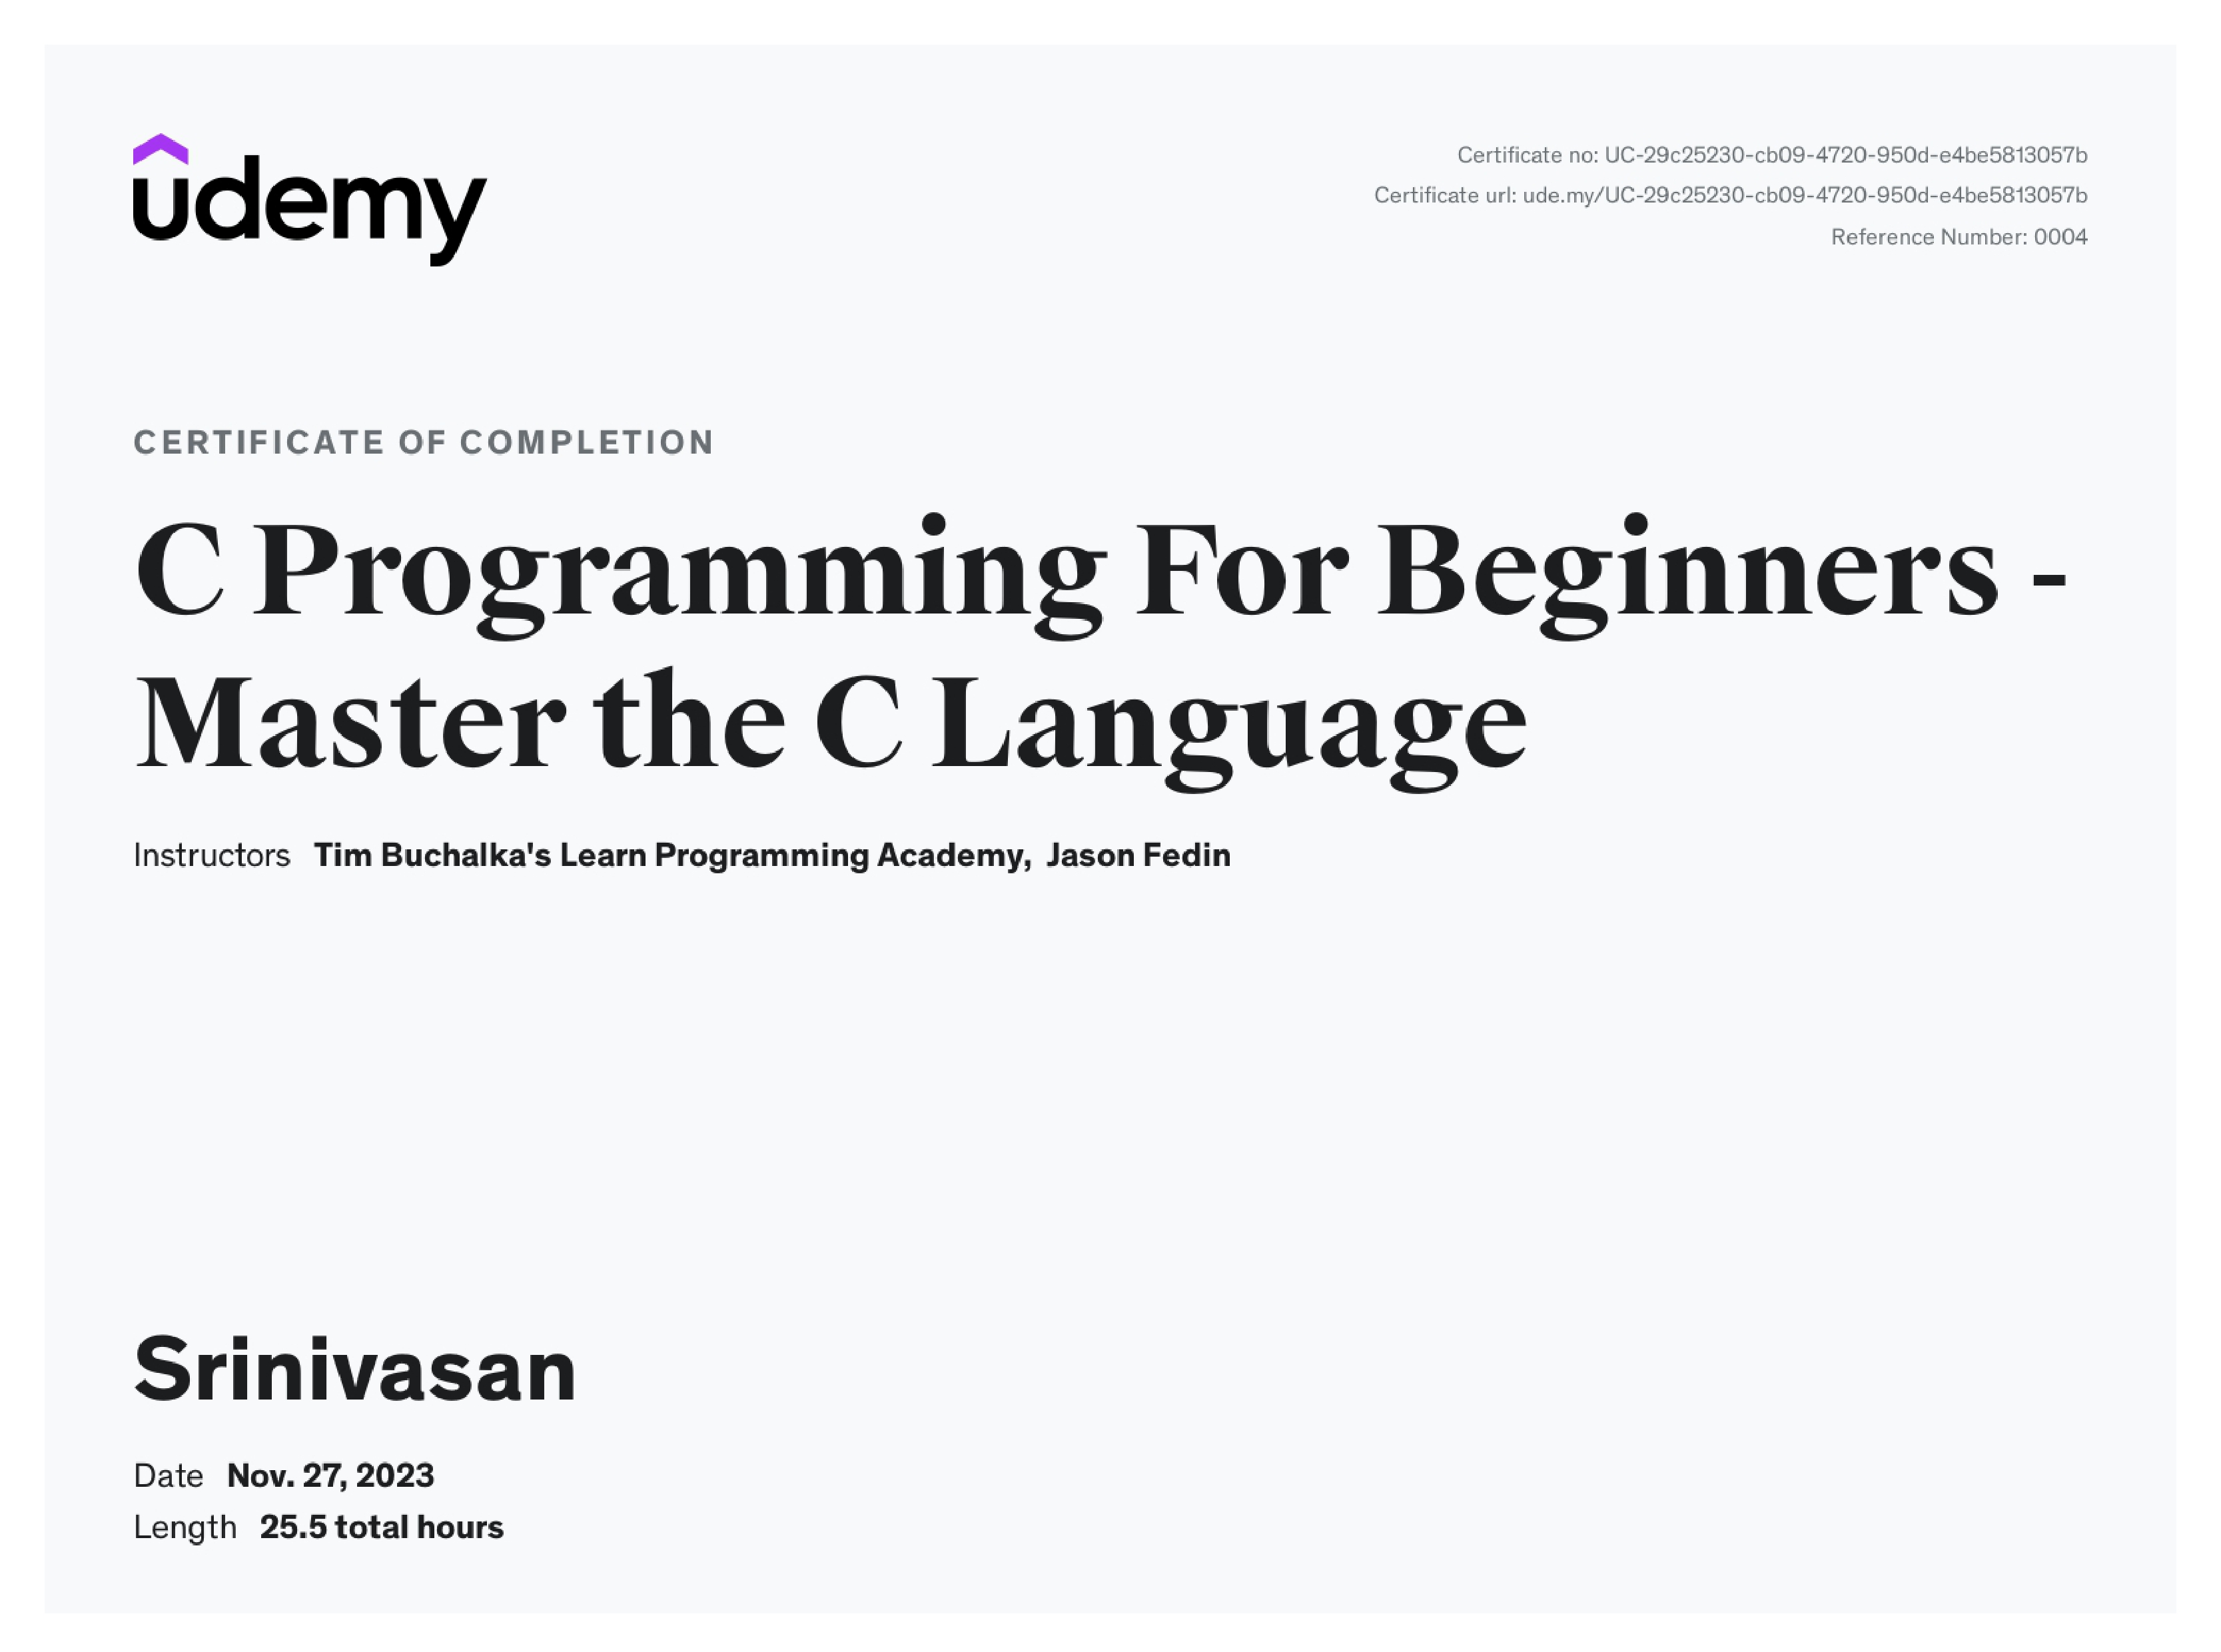 udemy
Certificate no: UC-29c25230-cb09-4720-950d-e4be5813057b
Certificate url: ude.my/UC-29c25230-cb09-4720-950d-e4be5813057b
Reference Number: 0004
CERTIFICATE OF COMPLETION
C Programming For Beginners -
Master the C Language
Instructors Tim Buchalka's Learn Programming Academy, Jason Fedin
Srinivasan
Date Nov. 27, 2023
Length 25.5 total hours